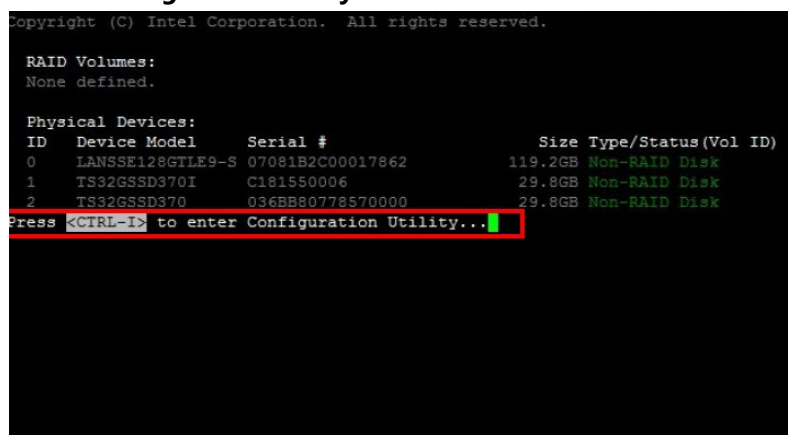 Copyright (C) Intel Corporation. All rights reserved.
RAID Volumes:
None defined.
Physical Devices:
ID Device Model Serial # Size Type/Status(Vol ID)
0 LANSSE128GTLE9-S 07081B2C00017862 119.2GB Non-RAID Disk
1 TS32GSSD370I C181550006 29.8GB Non-RAID Disk
2 TS32GSSD370 036BB80778570000 29.8GB Non-RAID Disk
Press <CTRL-I> to enter Configuration Utility...